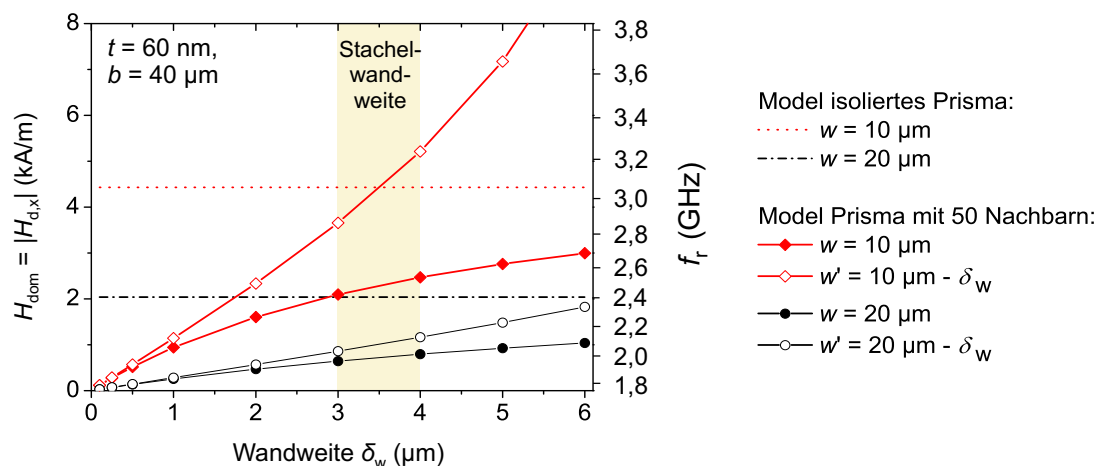 t = 60 nm,
b = 40 µm
Stachel-
wand-
weite
H_dom = |H_d,x| (kA/m)
8
6
4
2
0
0
1
2
3
4
5
6
Wandweite δ_w (µm)
3,8
3,6
3,4
3,2
3,0
2,8
2,6
2,4
2,2
2,0
1,8
f_r (GHz)
Model isoliertes Prisma:
w = 10 µm
w = 20 µm
Model Prisma mit 50 Nachbarn:
w = 10 µm
w' = 10 µm - δ_w
w = 20 µm
w' = 20 µm - δ_w